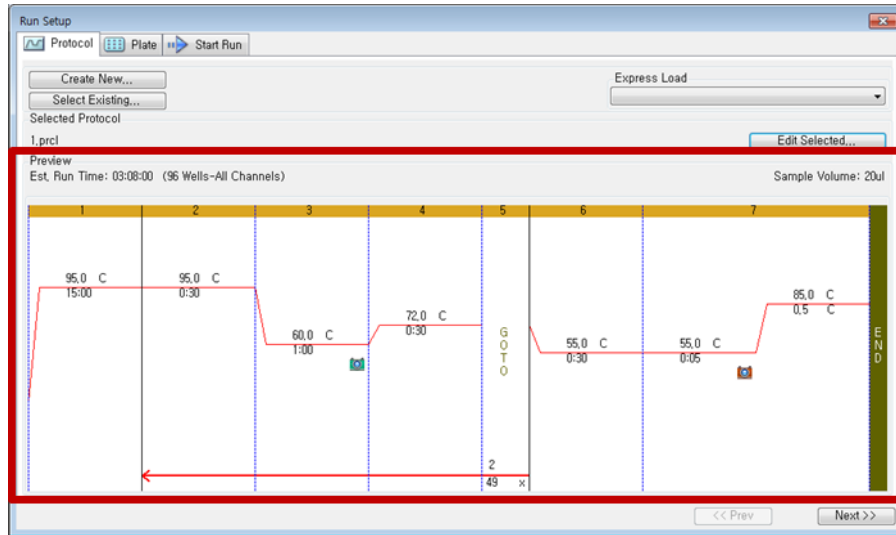 Run Setup
Protocol Plate Start Run
Create New...
Express Load
Select Existing...
Selected Protocol
1.prcl
Edit Selected...
Preview
Est. Run Time: 03:08:00 (96 Wells-All Channels) Sample Volume: 20ul
1 2 3 4 5 6 7
95.0 C
15:00
95.0 C
0:30
60.0 C
1:00
72.0 C
0:30
GOTO
2
49 x
55.0 C
0:30
55.0 C
0:05
85.0 C
0.5 C
END
<< Prev Next >>